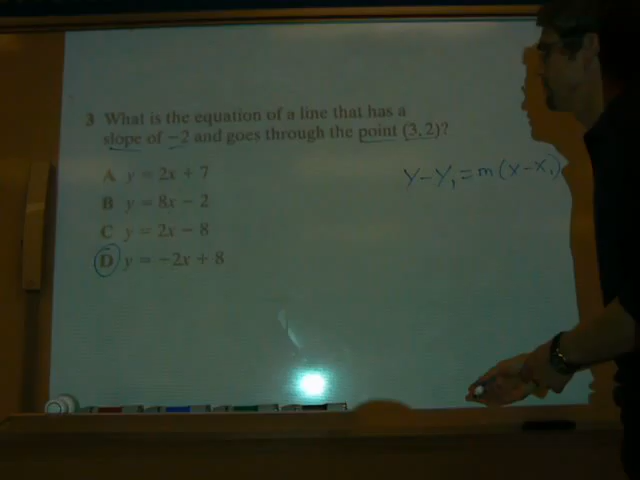 3 What is the equation of a line that has a
slope of −2 and goes through the point (3, 2)?
A y = 2x + 7
B y = 8x − 2
C y = 2x − 8
D y = −2x + 8
y − y₁ = m(x − x₁)